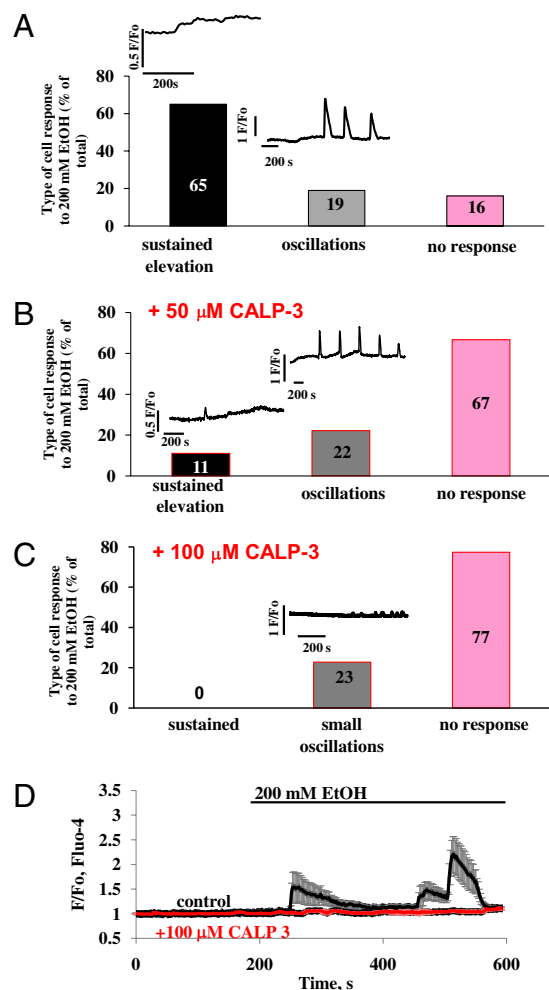 A
0.5 F/Fo
200s
1 F/Fo
200 s
Type of cell response
to 200 mM EtOH (% of
total)
80
60
40
20
0
65
19
16
sustained
elevation
oscillations
no response
B
+ 50 µM CALP-3
0.5 F/Fo
200 s
1 F/Fo
200 s
Type of cell response
to 200 mM EtOH (% of
total)
80
60
40
20
0
11
22
67
sustained
elevation
oscillations
no response
C
+ 100 µM CALP-3
1 F/Fo
200 s
Type of cell response
to 200 mM EtOH (% of
total)
80
60
40
20
0
0
23
77
sustained
small
oscillations
no response
D
F/Fo, Fluo-4
3.5
3
2.5
2
1.5
1
0.5
200 mM EtOH
control
+100 µM CALP 3
0
200
400
600
Time, s